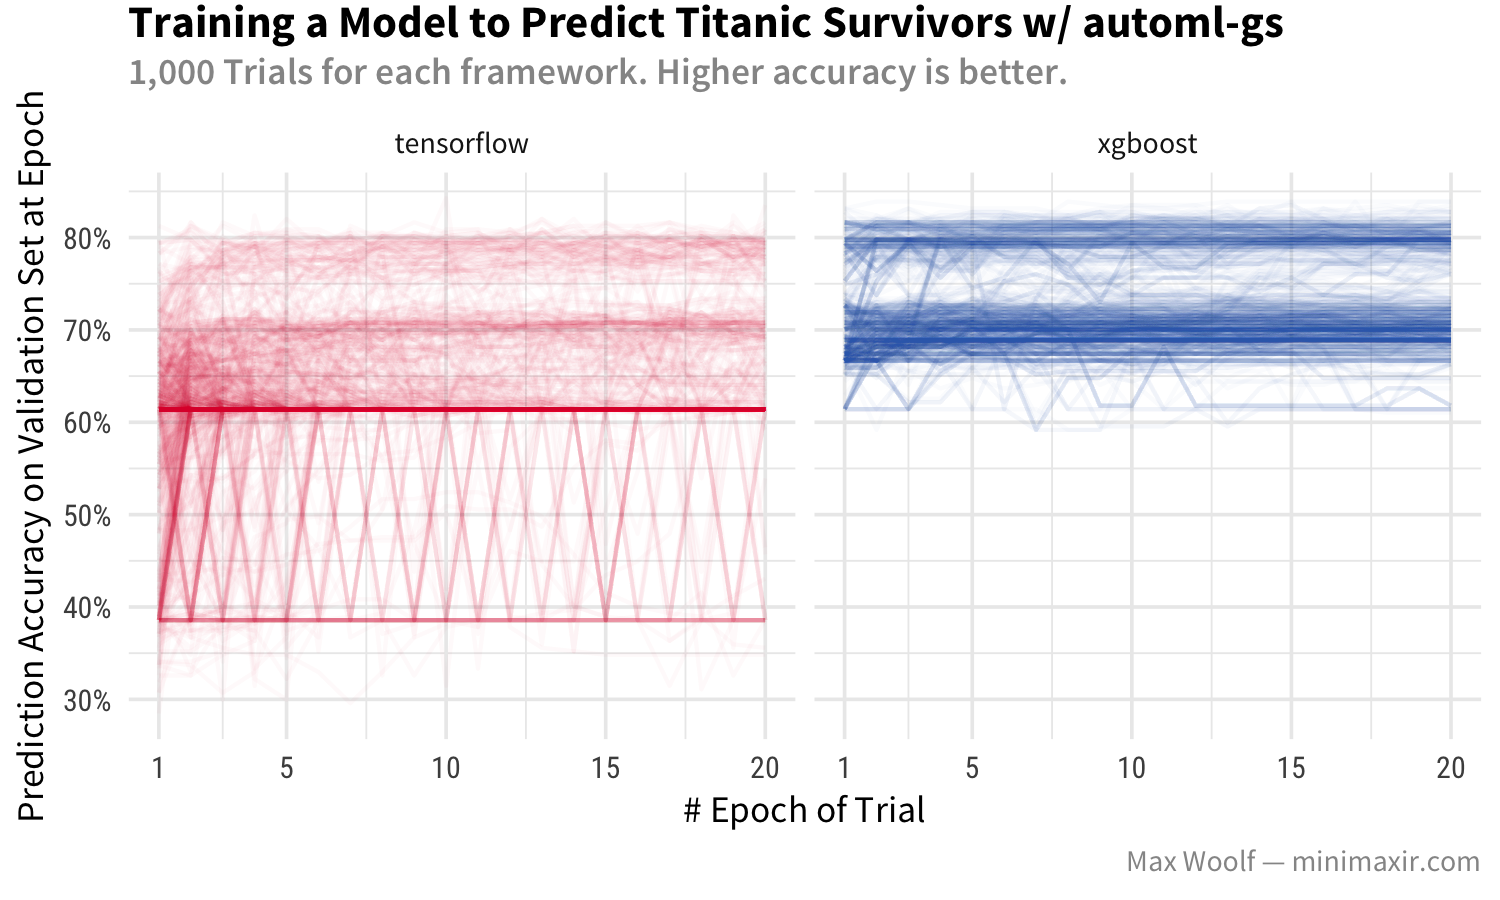 Training a Model to Predict Titanic Survivors w/ automl-gs
1,000 Trials for each framework. Higher accuracy is better.
Prediction Accuracy on Validation Set at Epoch
tensorflow
xgboost
80%
70%
60%
50%
40%
30%
1 5 10 15 20
1 5 10 15 20
# Epoch of Trial
Max Woolf — minimaxir.com